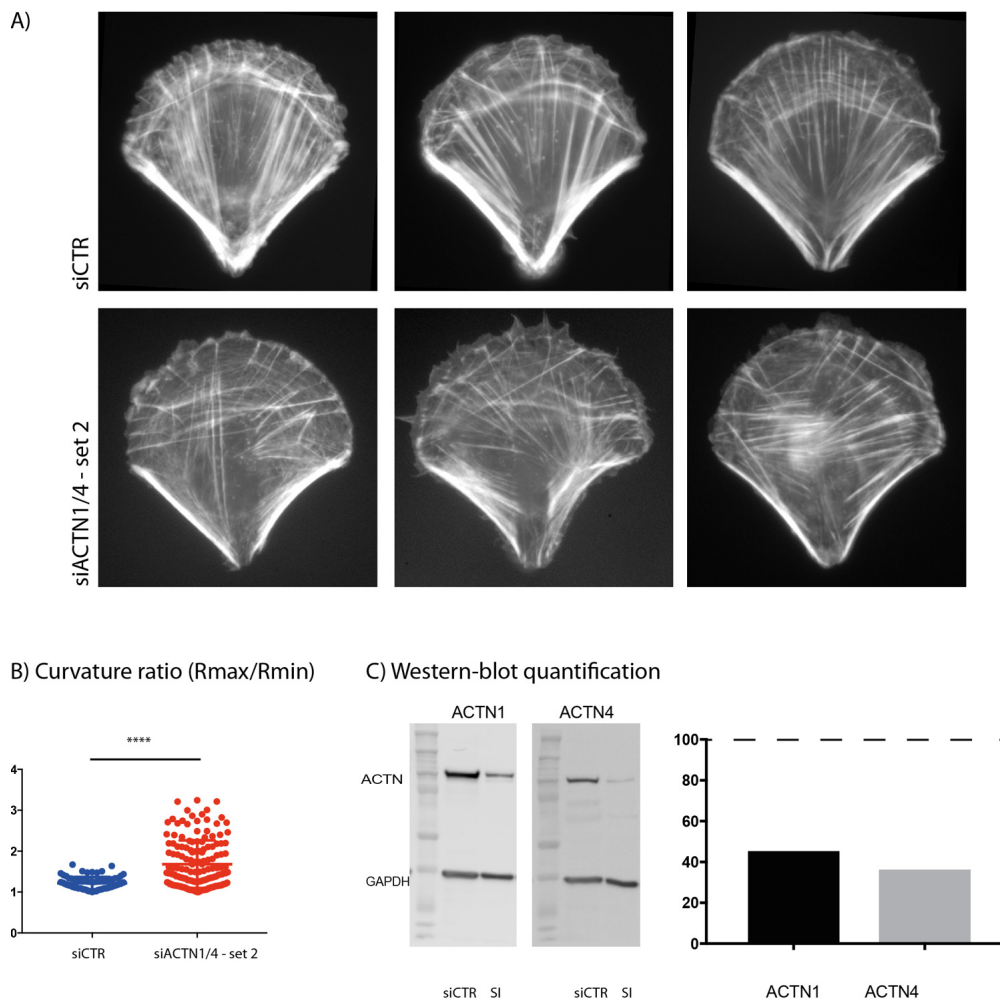 A)
siCTR
siACTN1/4 - set 2
B) Curvature ratio (Rmax/Rmin)
****
4
3
2
1
0
siCTR
siACTN1/4 - set 2
C) Western-blot quantification
ACTN1
ACTN4
ACTN
GAPDH
siCTR
SI
siCTR
SI
100
80
60
40
20
0
ACTN1
ACTN4